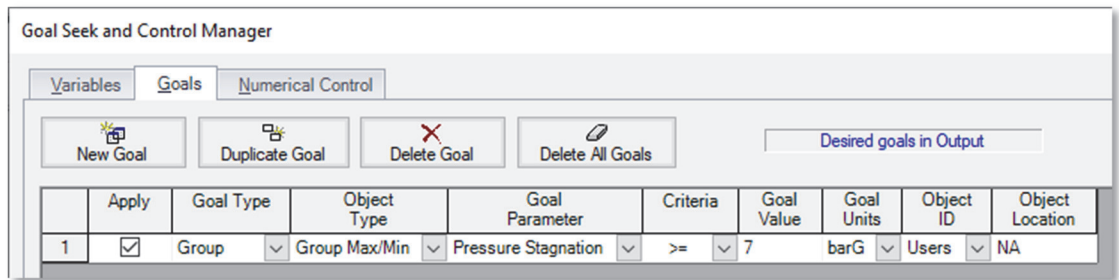 Goal Seek and Control Manager
Variables Goals Numerical Control
New Goal Duplicate Goal Delete Goal Delete All Goals Desired goals in Output
Apply Goal Type Object Type Goal Parameter Criteria Goal Value Goal Units Object ID Object Location
1 Group Group Max/Min Pressure Stagnation >= 7 barG Users NA